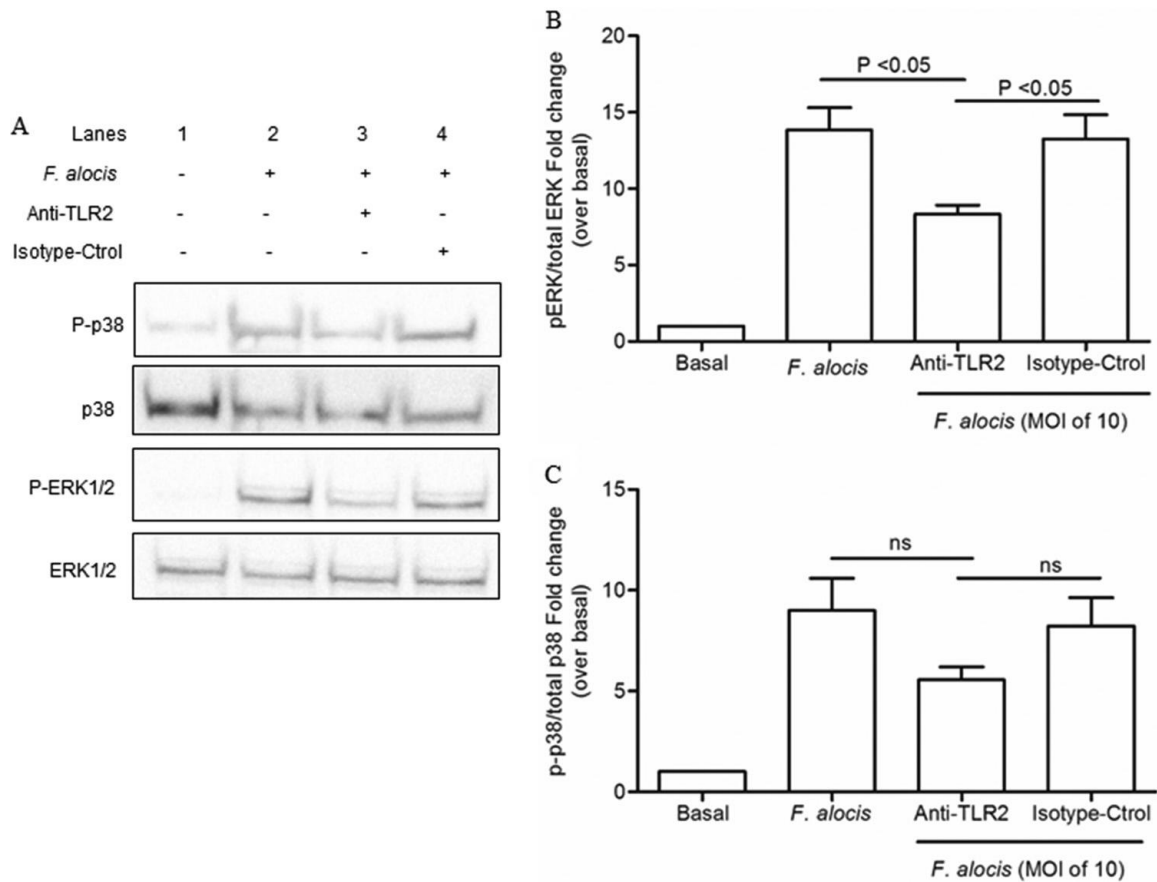 A
Lanes 1 2 3 4
F. alocis - + + +
Anti-TLR2 - - + -
Isotype-Ctrol - - - +
P-p38
p38
P-ERK1/2
ERK1/2
B
pERK/total ERK Fold change
(over basal)
20
15
10
5
0
P <0.05
P <0.05
Basal
F. alocis
Anti-TLR2
Isotype-Ctrol
F. alocis (MOI of 10)
C
p-p38/total p38 Fold change
(over basal)
15
10
5
0
ns
ns
Basal
F. alocis
Anti-TLR2
Isotype-Ctrol
F. alocis (MOI of 10)